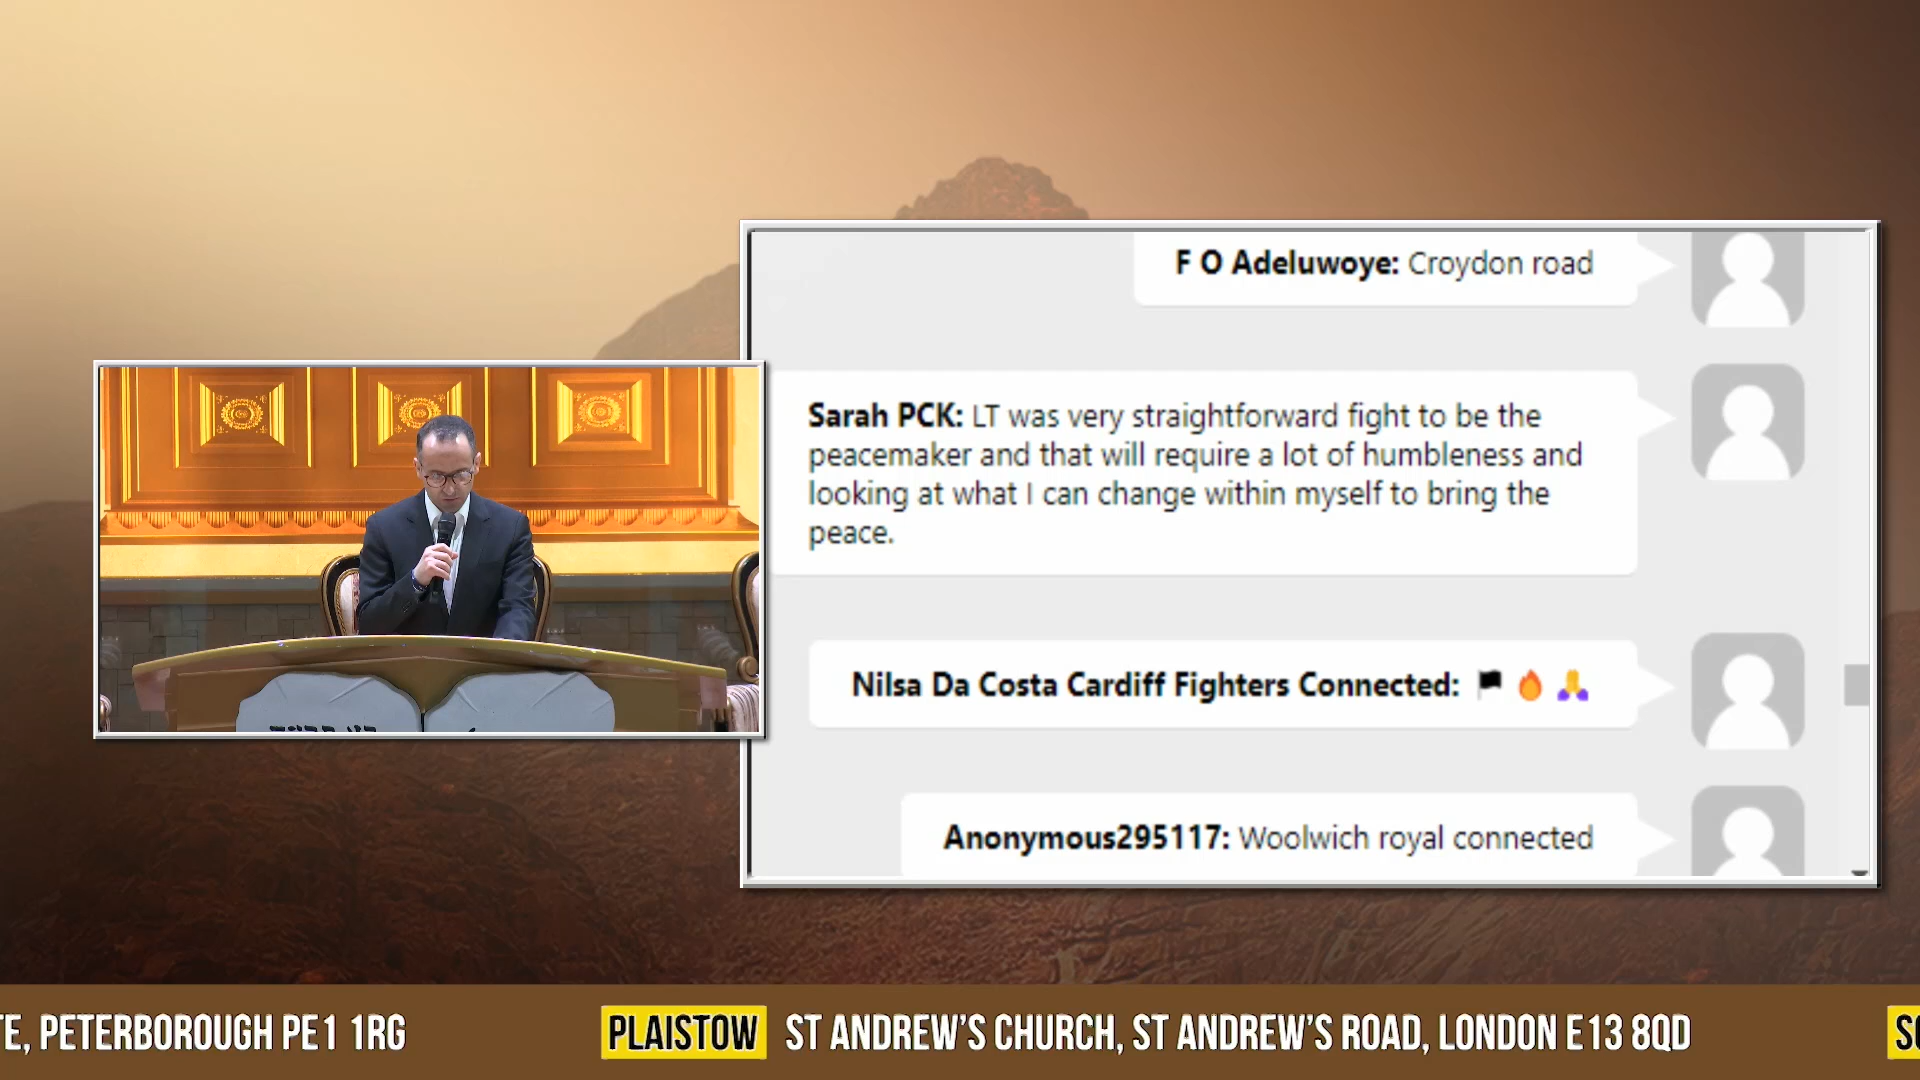 F O Adeluwoye: Croydon road
Sarah PCK: LT was very straightforward fight to be the
peacemaker and that will require a lot of humbleness and
looking at what I can change within myself to bring the
peace.
Nilsa Da Costa Cardiff Fighters Connected: 🏴 🔥 🙏
Anonymous295117: Woolwich royal connected
TE, PETERBOROUGH PE1 1RG PLAISTOW ST ANDREW'S CHURCH, ST ANDREW'S ROAD, LONDON E13 8QD